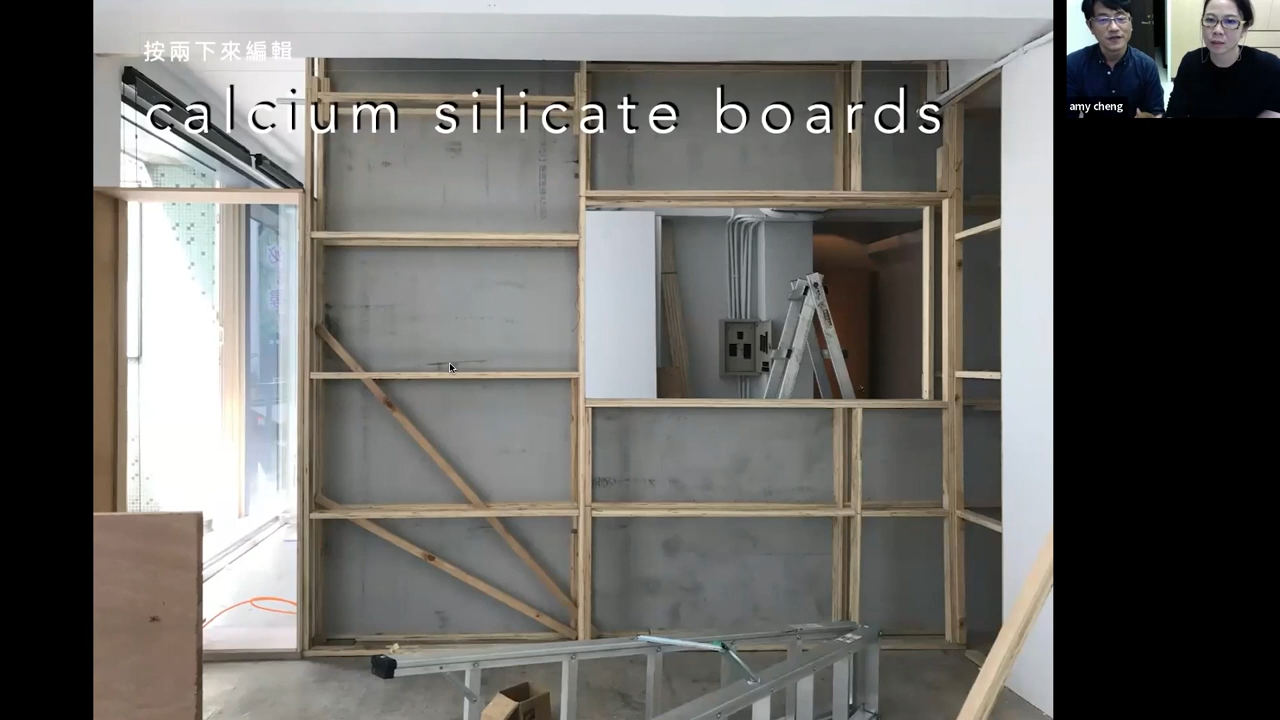 按兩下來編輯
calcium silicate boards
amy cheng